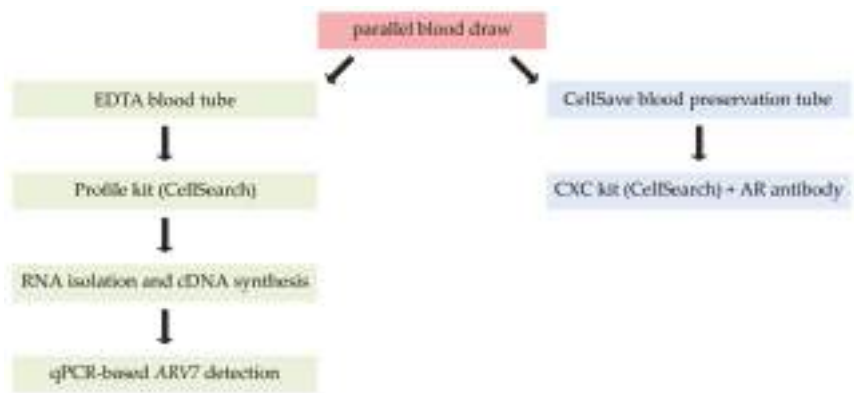 parallel blood draw
EDTA blood tube
CellSave blood preservation tube
Profile kit (CellSearch)
CXC kit (CellSearch) + AR antibody
RNA isolation and cDNA synthesis
qPCR-based ARV7 detection